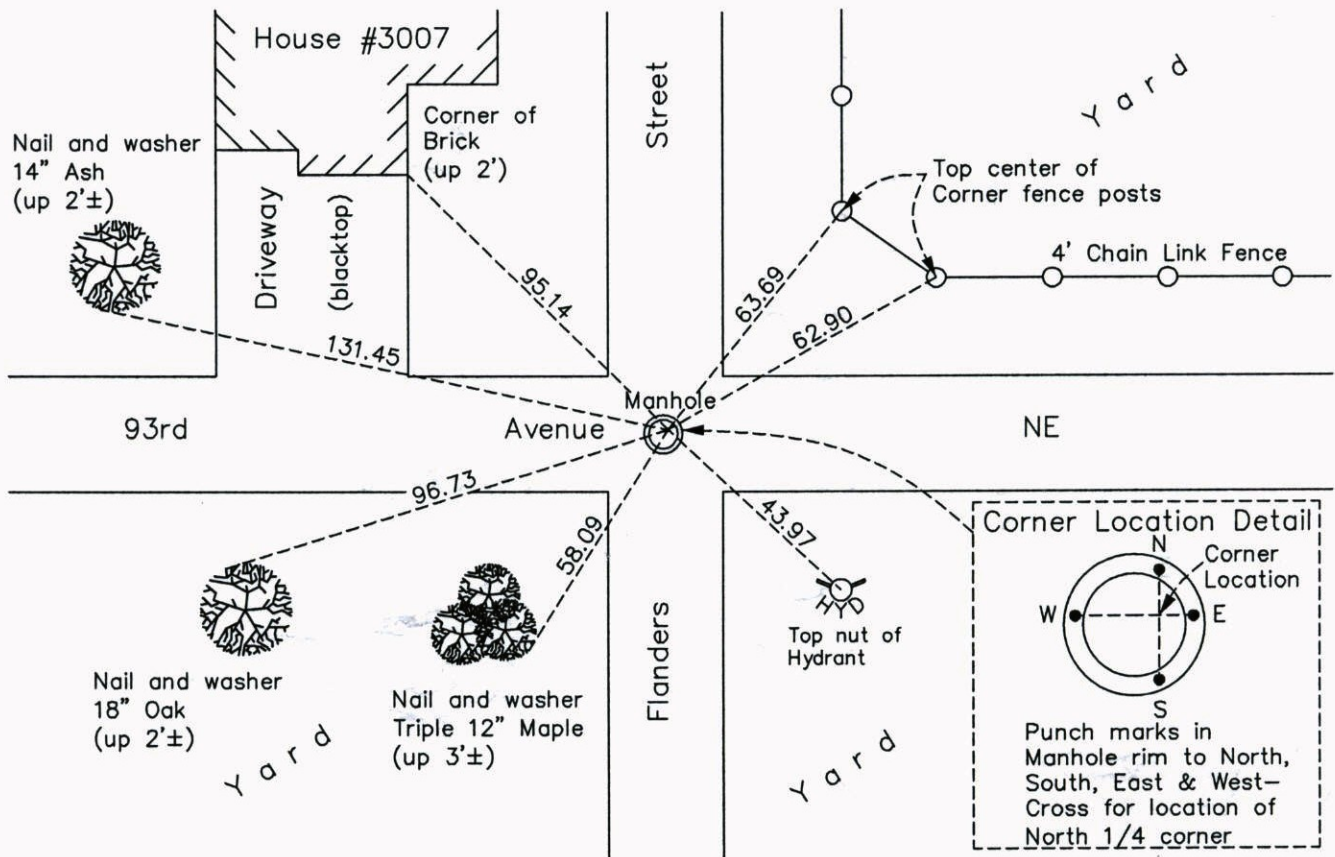 House #3007
Nail and washer
14” Ash
(up 2'±)
Corner of
Brick
(up 2')
Driveway
(blacktop)
Street
Yard
Top center of
Corner fence posts
4' Chain Link Fence
95.14
63.69
62.90
131.45
Manhole
93rd
Avenue
NE
96.73
58.09
43.97
HYD
Top nut of
Hydrant
Nail and washer
18” Oak
(up 2'±)
Yard
Nail and washer
Triple 12” Maple
(up 3'±)
Flanders
Yard
Corner Location Detail
N
Corner
Location
W
E
S
Punch marks in
Manhole rim to North,
South, East & West–
Cross for location of
North 1/4 corner